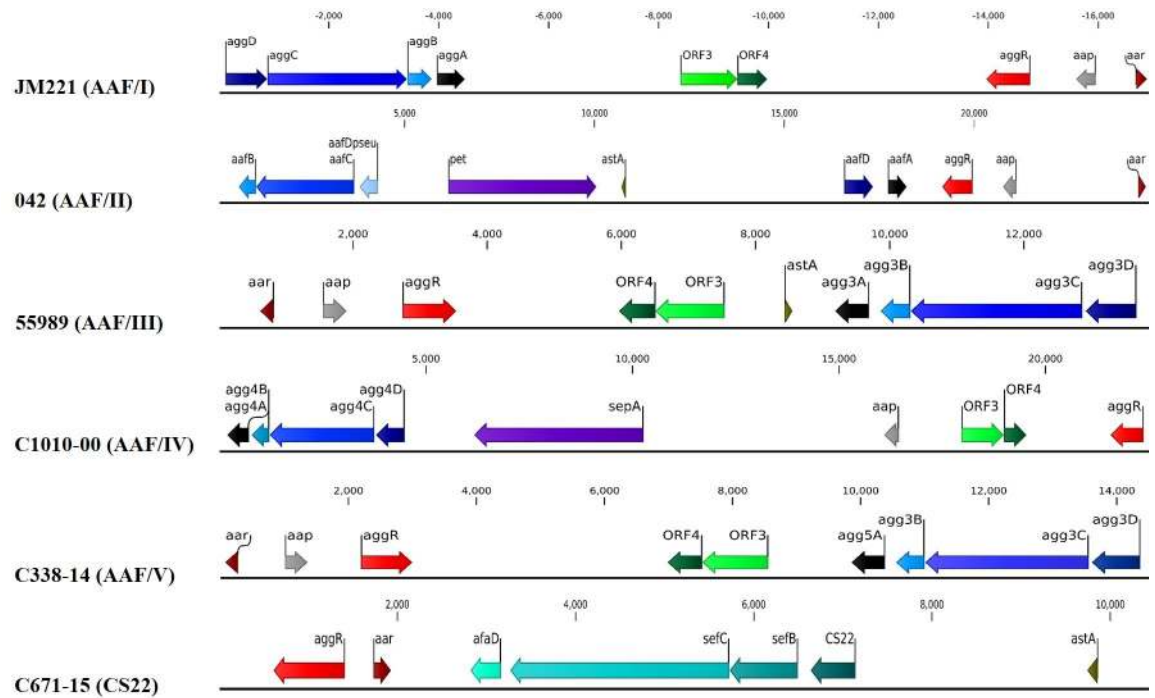 -2,000 -4,000 -6,000 -8,000 -10,000 -12,000 -14,000 -16,000
aggD aggC aggB aggA ORF3 ORF4 aggR aap aar
JM221 (AAF/I)
5,000 10,000 15,000 20,000
aafDpseu
aafB aafC pet astA aafD aafA aggR aap aar
042 (AAF/II)
2,000 4,000 6,000 8,000 10,000 12,000
aar aap aggR ORF4 ORF3 astA agg3A agg3B agg3C agg3D
55989 (AAF/III)
5,000 10,000 15,000 20,000
agg4B agg4D ORF4
agg4A agg4C sepA aap ORF3 aggR
C1010-00 (AAF/IV)
2,000 4,000 6,000 8,000 10,000 12,000 14,000
agg3B agg3D
aar aap aggR ORF4 ORF3 agg5A agg3C
C338-14 (AAF/V)
2,000 4,000 6,000 8,000 10,000
aggR aar afaD sefC sefB CS22 astA
C671-15 (CS22)